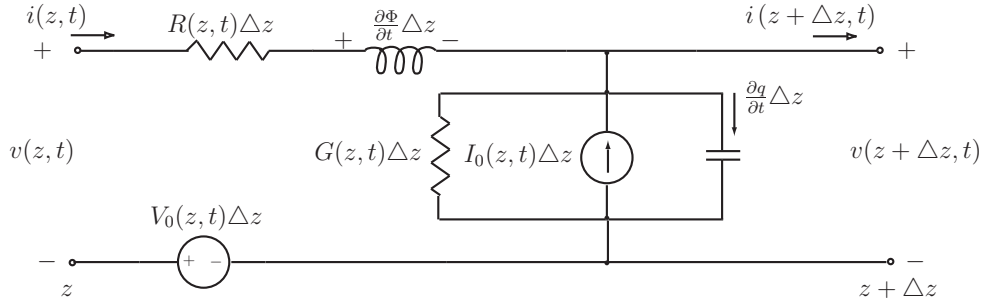 i(z, t)
R(z, t)△z
∂Φ/∂t △z
i (z + △z, t)
+
+
−
+
∂q/∂t △z
v(z, t)
G(z, t)△z
I₀(z, t)△z
v(z + △z, t)
V₀(z, t)△z
−
+ −
−
z
z + △z